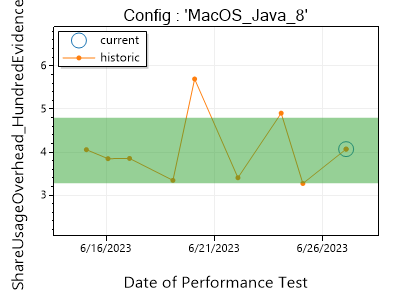 Config : 'MacOS_Java_8'
current
historic
ShareUsageOverhead_HundredEvidence
6
5
4
3
6/16/2023
6/21/2023
6/26/2023
Date of Performance Test